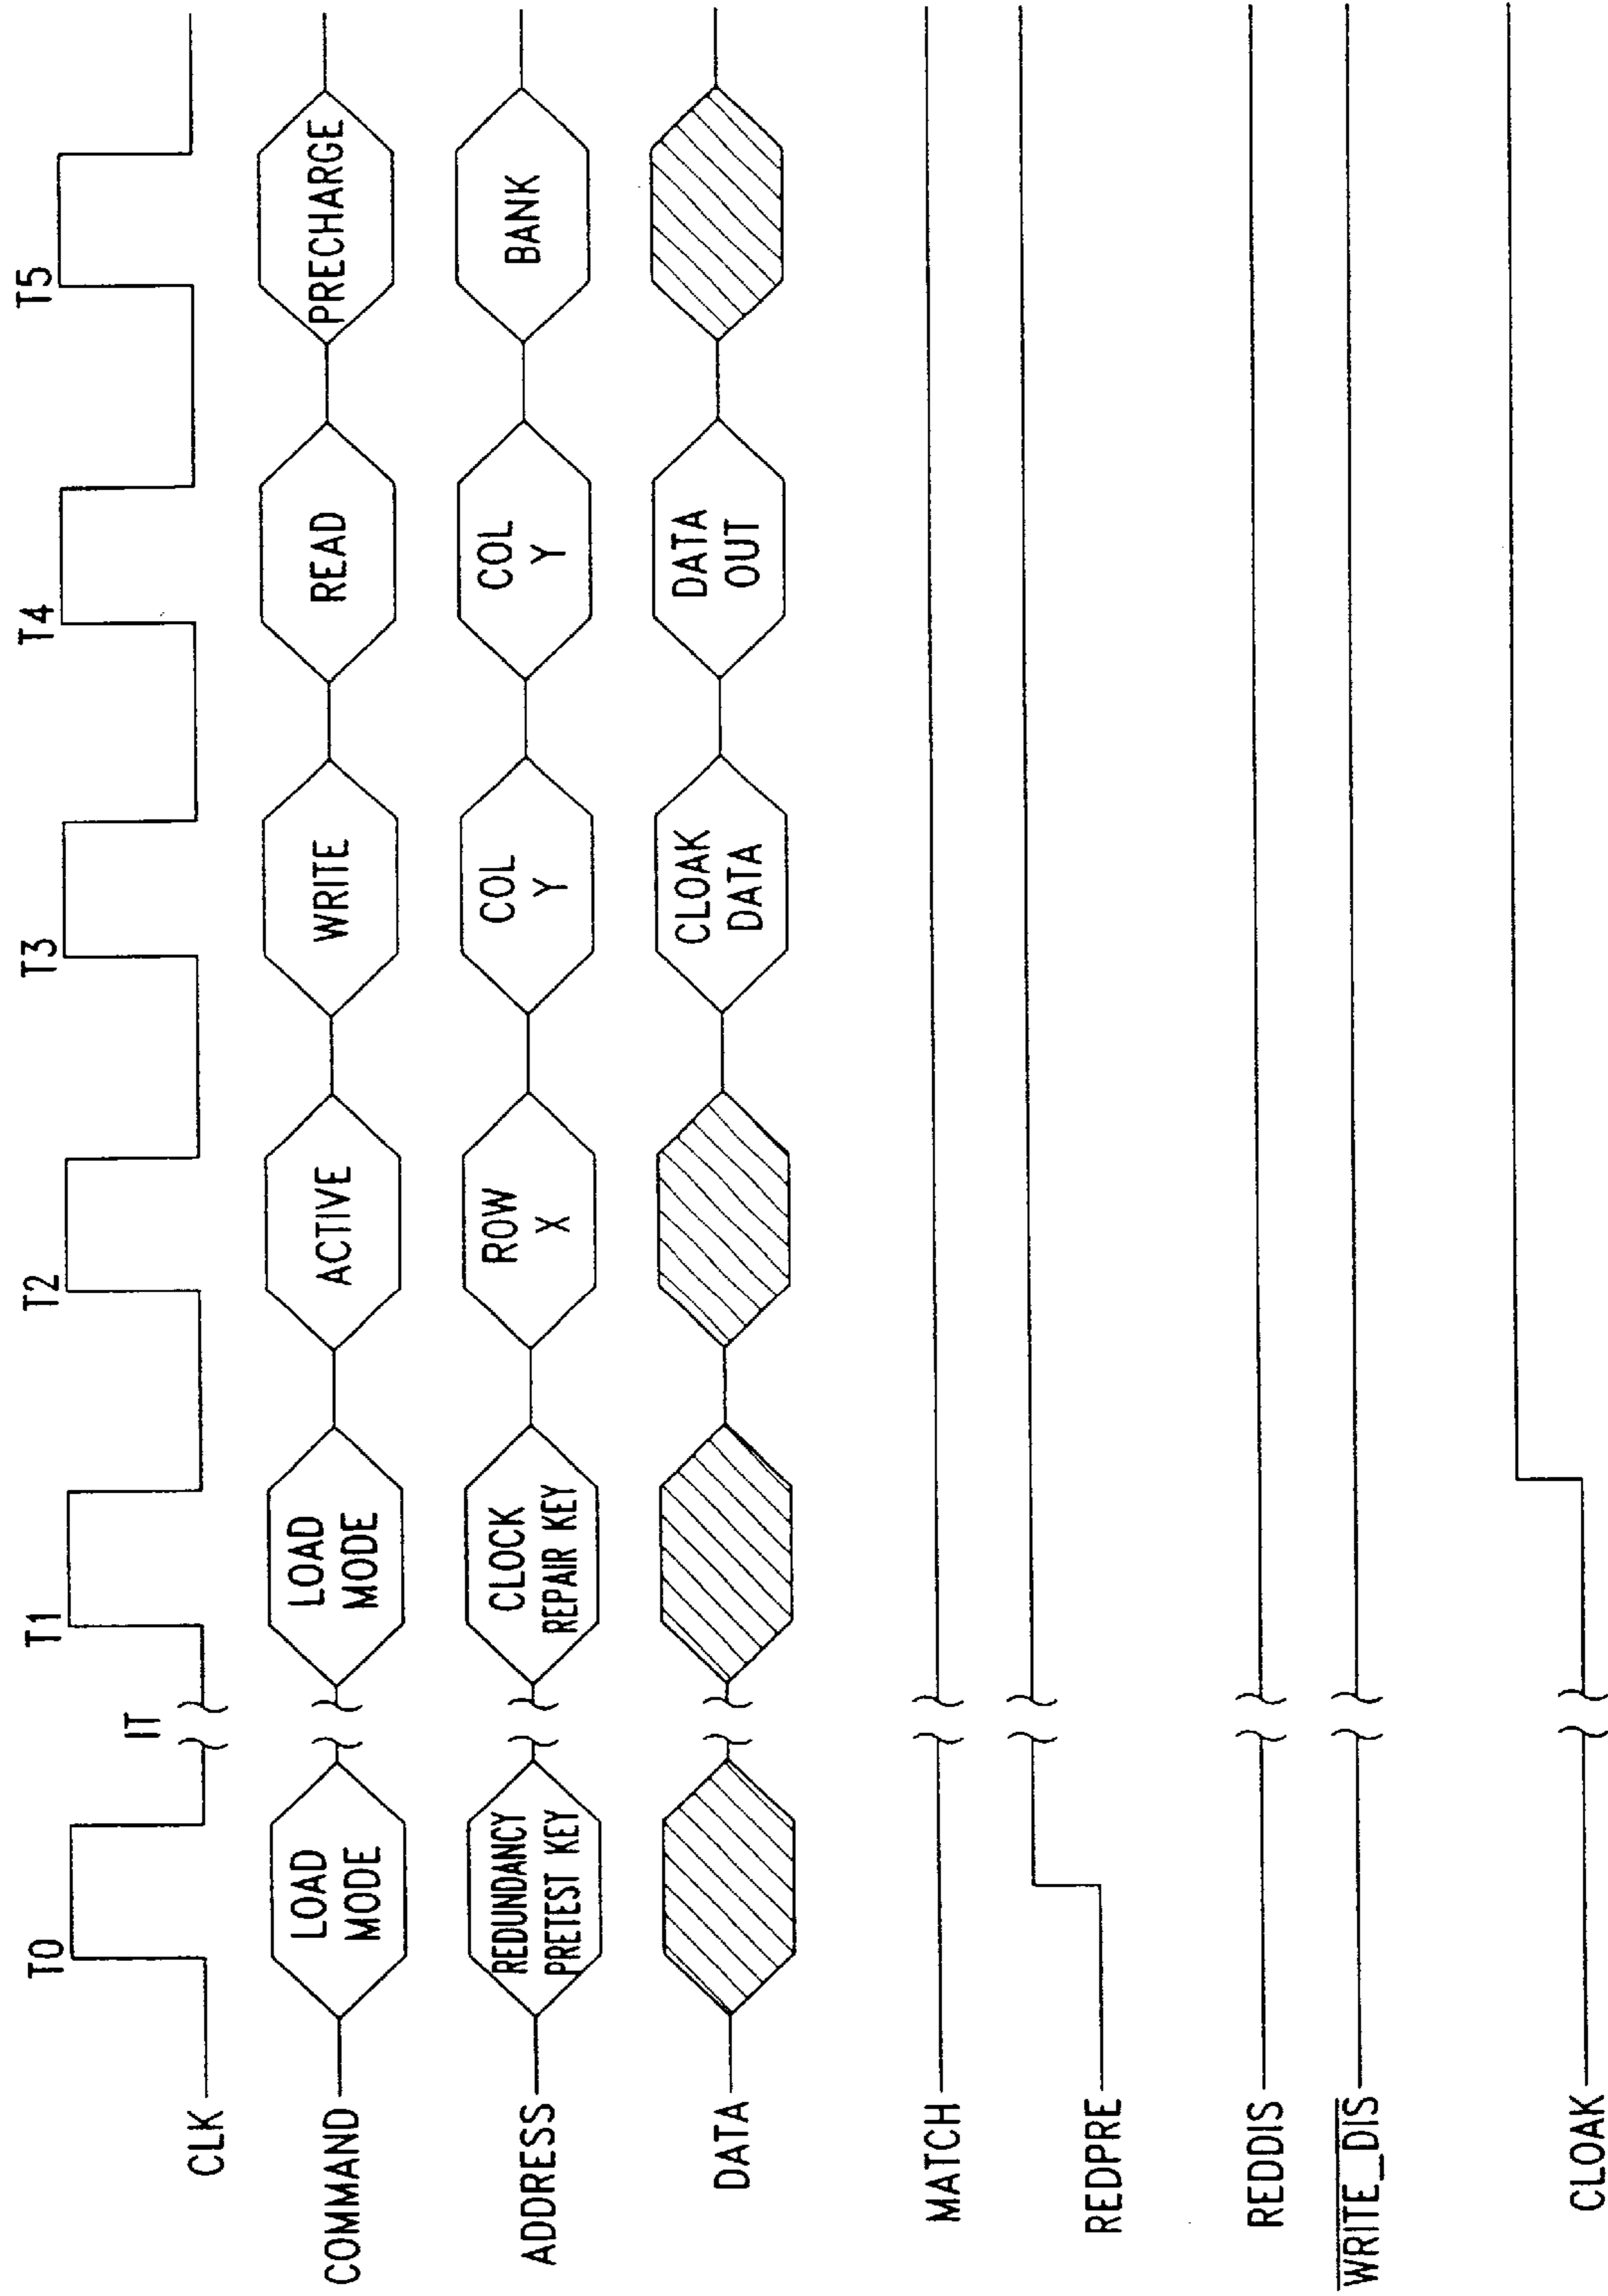 T0 IT T1 T2 T3 T4 T5
CLK
COMMAND
LOAD
MODE
LOAD
MODE
ACTIVE
WRITE
READ
PRECHARGE
ADDRESS
REDUNDANCY
PRETEST KEY
CLOCK
REPAIR KEY
ROW
X
COL
Y
COL
Y
BANK
DATA
CLOAK
DATA
DATA
OUT
MATCH
REDPRE
REDDIS
WRITE_DIS
CLOAK